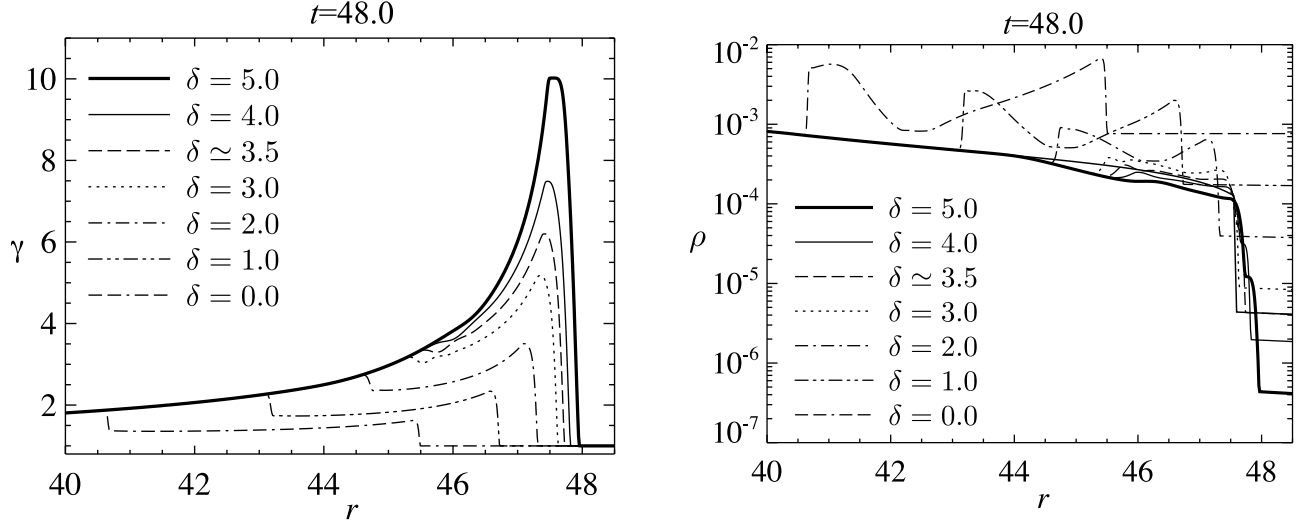 t=48.0
10
8
6
4
2
γ
δ = 5.0
δ = 4.0
δ ≃ 3.5
δ = 3.0
δ = 2.0
δ = 1.0
δ = 0.0
40 42 44 46 48
r
t=48.0
10⁻²
10⁻³
10⁻⁴
10⁻⁵
10⁻⁶
10⁻⁷
ρ
δ = 5.0
δ = 4.0
δ ≃ 3.5
δ = 3.0
δ = 2.0
δ = 1.0
δ = 0.0
40 42 44 46 48
r